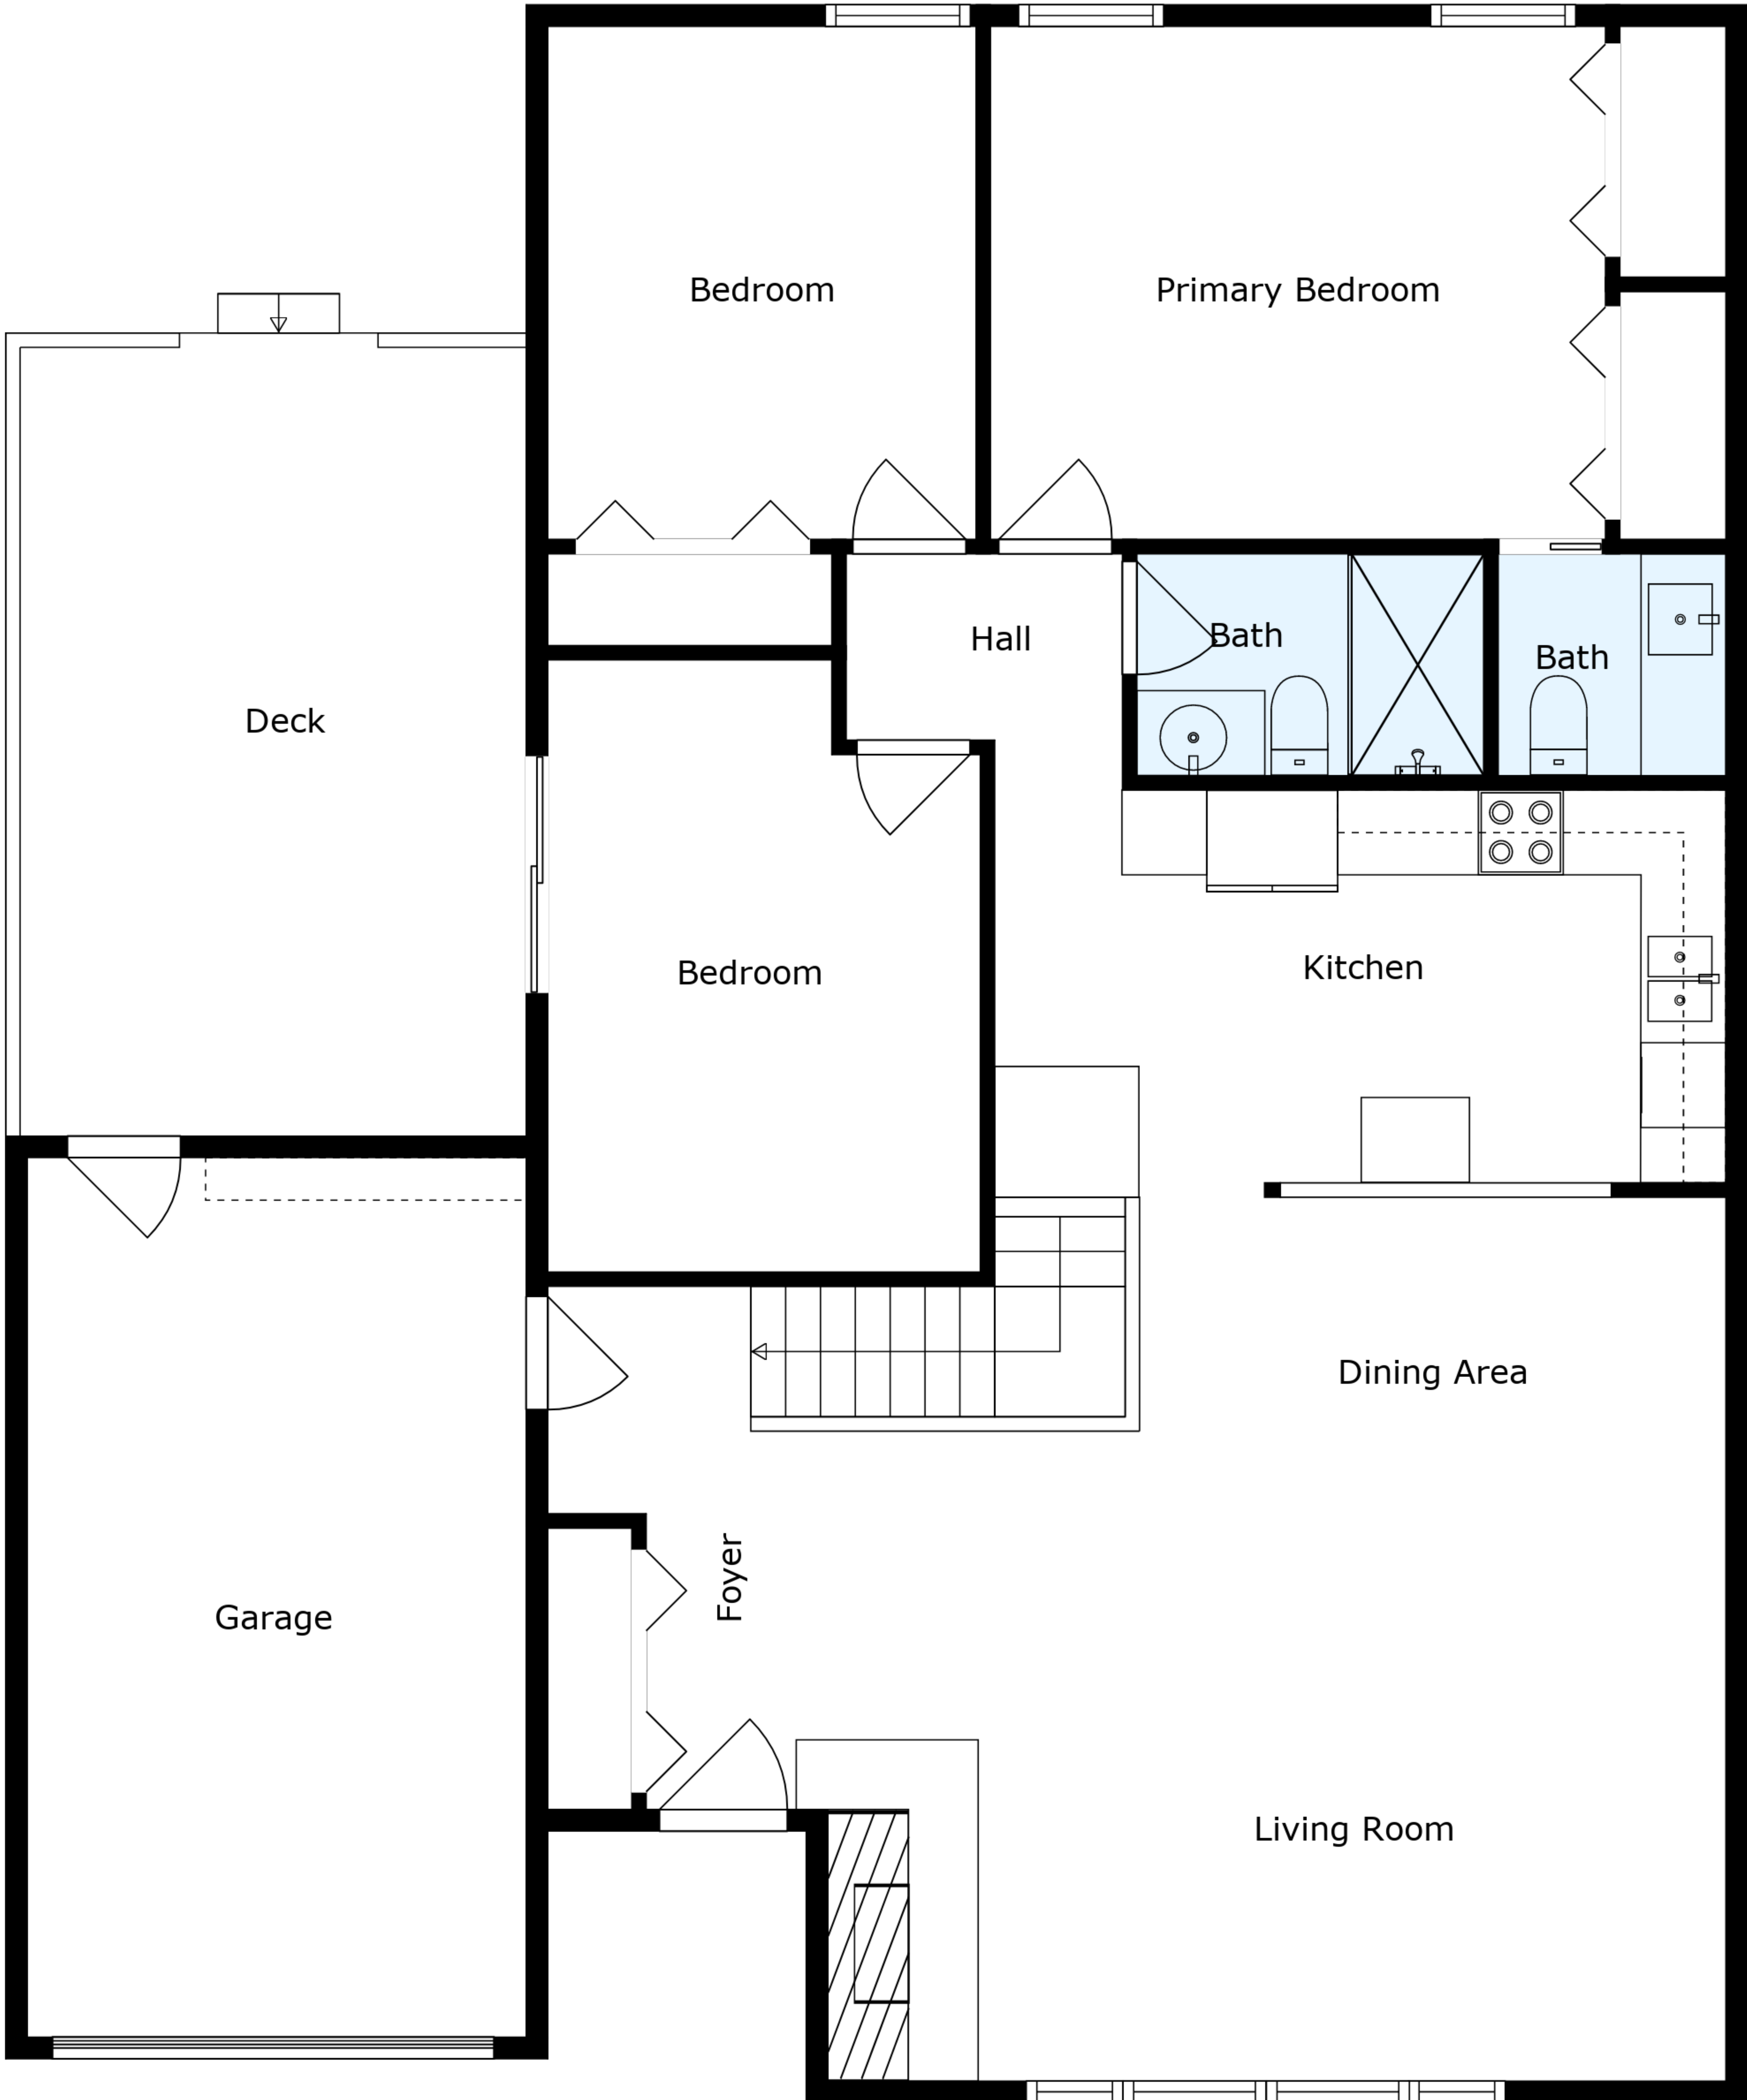 Bedroom
Primary Bedroom
Hall
Bath
Bath
Deck
Bedroom
Kitchen
Dining Area
Foyer
Garage
Living Room